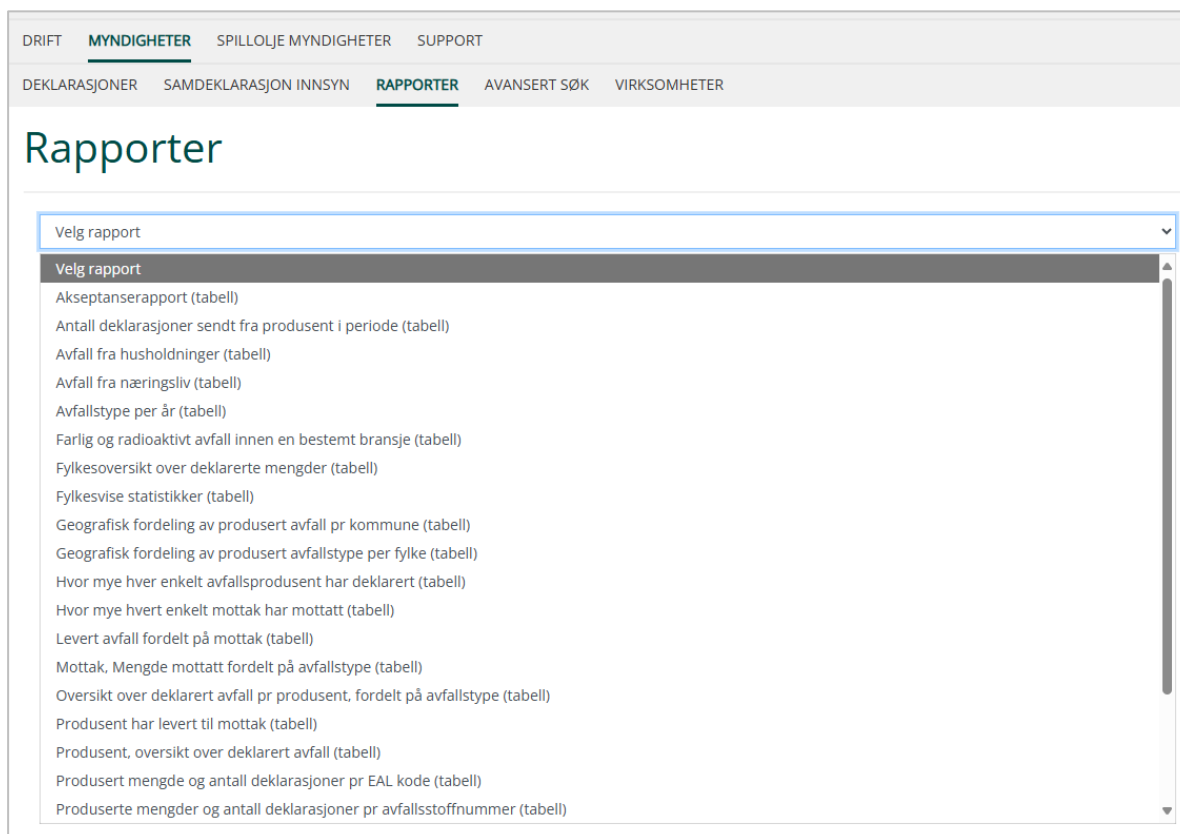 DRIFT MYNDIGHETER SPILLOLJE MYNDIGHETER SUPPORT
DEKLARASJONER SAMDEKLARASJON INNSYN RAPPORTER AVANSERT SØK VIRKSOMHETER
Rapporter
Velg rapport
Velg rapport
Akseptanserapport (tabell)
Antall deklarasjoner sendt fra produsent i periode (tabell)
Avfall fra husholdninger (tabell)
Avfall fra næringsliv (tabell)
Avfallstype per år (tabell)
Farlig og radioaktivt avfall innen en bestemt bransje (tabell)
Fylkesoversikt over deklarerte mengder (tabell)
Fylkesvise statistikker (tabell)
Geografisk fordeling av produsert avfall pr kommune (tabell)
Geografisk fordeling av produsert avfallstype per fylke (tabell)
Hvor mye hver enkelt avfallsprodusent har deklarert (tabell)
Hvor mye hvert enkelt mottak har mottatt (tabell)
Levert avfall fordelt på mottak (tabell)
Mottak, Mengde mottatt fordelt på avfallstype (tabell)
Oversikt over deklarert avfall pr produsent, fordelt på avfallstype (tabell)
Produsent har levert til mottak (tabell)
Produsent, oversikt over deklarert avfall (tabell)
Produsert mengde og antall deklarasjoner pr EAL kode (tabell)
Produserte mengder og antall deklarasjoner pr avfallsstoffnummer (tabell)